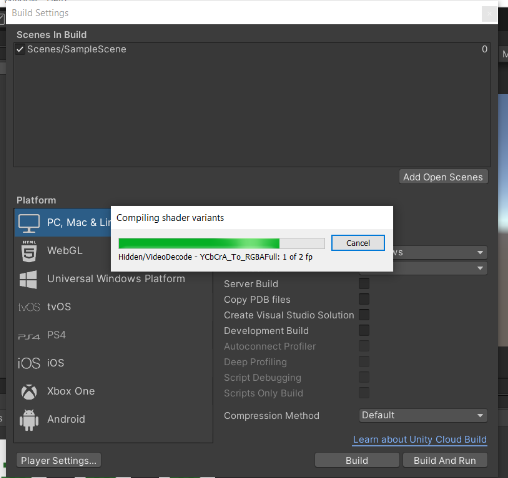 Build Settings
Scenes In Build
Scenes/SampleScene 0
Add Open Scenes
Platform
PC, Mac & Lin
Compiling shader variants
Cancel
Hidden/VideoDecode - YCbCrA_To_RGBAFull: 1 of 2 fp
WebGL
Universal Windows Platform
tvOS tvOS
PS4 PS4
iOS iOS
Xbox One
Android
ws
Server Build
Copy PDB files
Create Visual Studio Solution
Development Build
Autoconnect Profiler
Deep Profiling
Script Debugging
Scripts Only Build
Compression Method Default
Learn about Unity Cloud Build
Player Settings... Build Build And Run